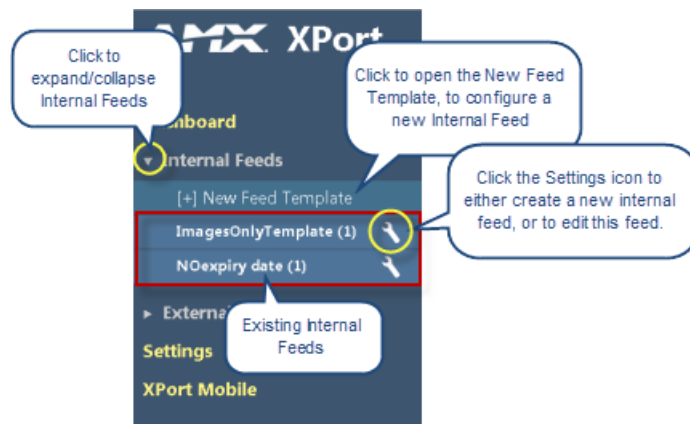 AMX XPort
Click to
expand/collapse
Internal Feeds
Click to open the New Feed
Template, to configure a
new Internal Feed
nboard
Internal Feeds
[+] New Feed Template
Click the Settings icon to
either create a new internal
feed, or to edit this feed.
ImagesOnlyTemplate (1)
NOexpiry date (1)
Externa
Existing Internal
Feeds
Settings
XPort Mobile